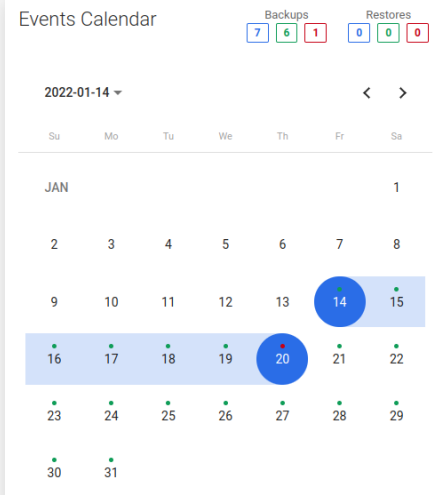 Events Calendar
Backups Restores
7 6 1 0 0 0
2022-01-14
Su Mo Tu We Th Fr Sa
JAN 1
2 3 4 5 6 7 8
9 10 11 12 13 14 15
16 17 18 19 20 21 22
23 24 25 26 27 28 29
30 31